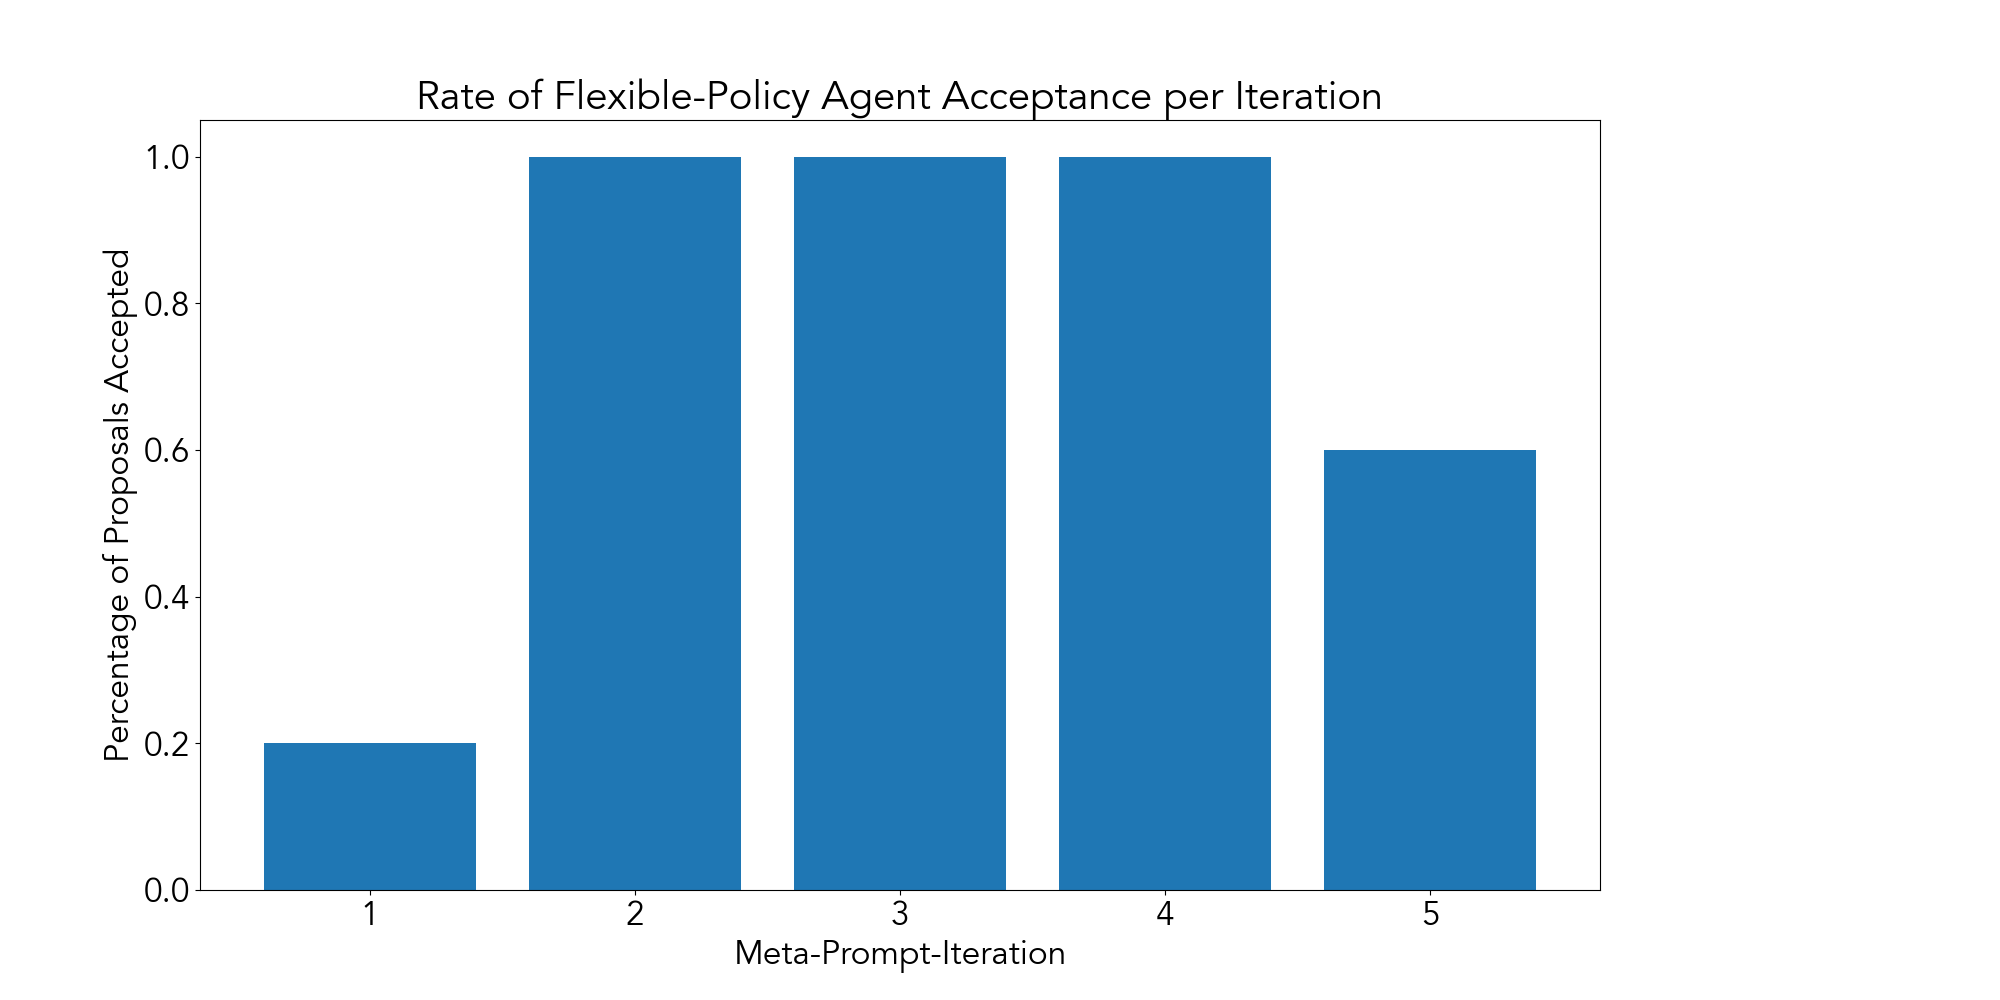 Rate of Flexible-Policy Agent Acceptance per Iteration
Percentage of Proposals Accepted
1.0
0.8
0.6
0.4
0.2
0.0
1 2 3 4 5
Meta-Prompt-Iteration